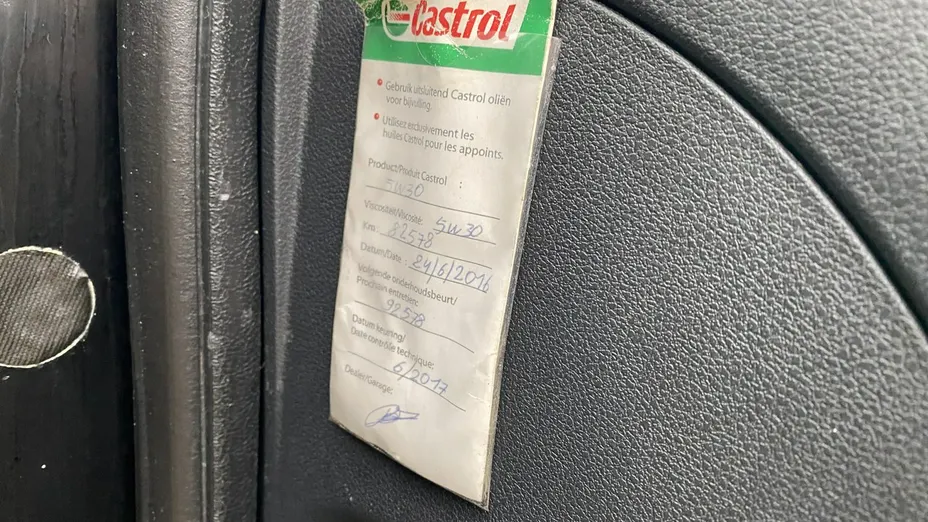 Castrol
Gebruik uitsluitend Castrol oliën
voor bijvulling.
Utilisez exclusivement les
huiles Castrol pour les appoints.
Product/Produit Castrol :
5W30
Viscositeit/Viscosité: 5W30
Km: 82578
Datum/Date : 24/6/2016
Volgende onderhoudsbeurt/
Prochain entretien:
92578
Datum keuring/
Date contrôle technique:
6/2017
Dealer/Garage: